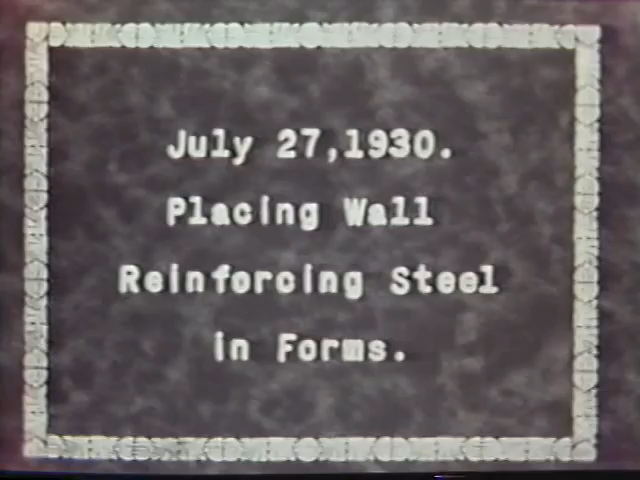 July 27,1930.
Placing Wall
Reinforcing Steel
in Forms.